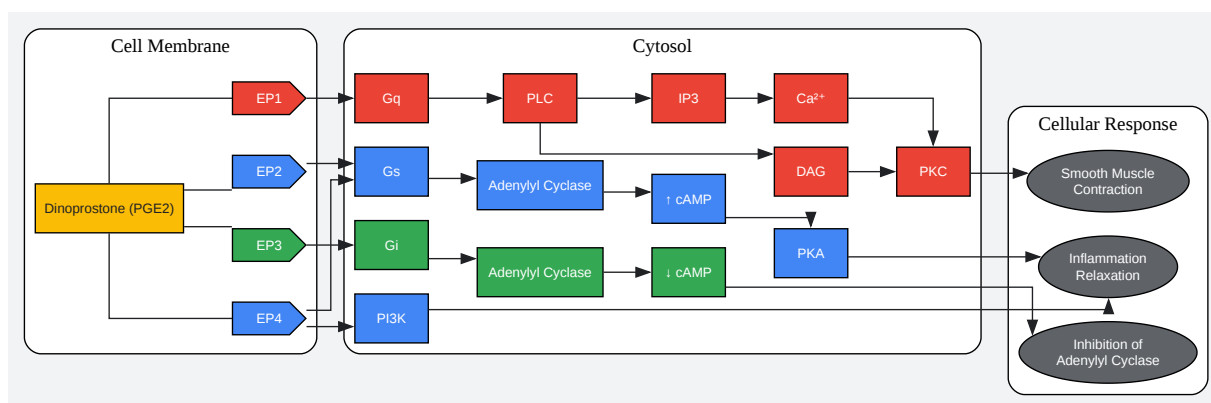 Cell Membrane
Cytosol
EP1
Gq
PLC
IP3
Ca²⁺
Cellular Response
EP2
Gs
Adenylyl Cyclase
DAG
PKC
Smooth Muscle
Contraction
Dinoprostone (PGE2)
↑ cAMP
EP3
Gi
Adenylyl Cyclase
↓ cAMP
PKA
Inflammation
Relaxation
EP4
PI3K
Inhibition of
Adenylyl Cyclase